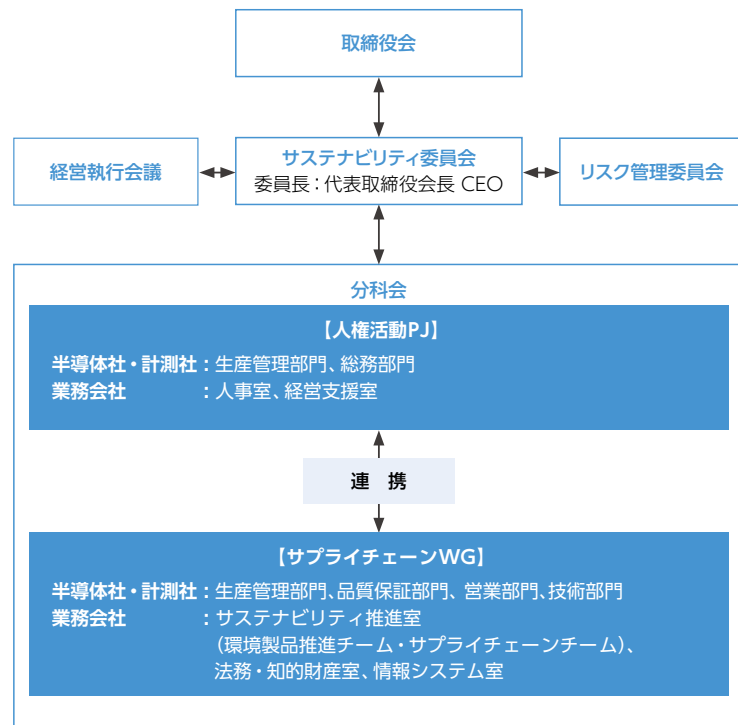 取締役会
経営執行会議
サステナビリティ委員会
委員長：代表取締役会長 CEO
リスク管理委員会
分科会
【人権活動PJ】
半導体社・計測社：生産管理部門、総務部門
業務会社：人事室、経営支援室
連 携
【サプライチェーンWG】
半導体社・計測社：生産管理部門、品質保証部門、営業部門、技術部門
業務会社：サステナビリティ推進室
（環境製品推進チーム・サプライチェーンチーム）、
法務・知的財産室、情報システム室